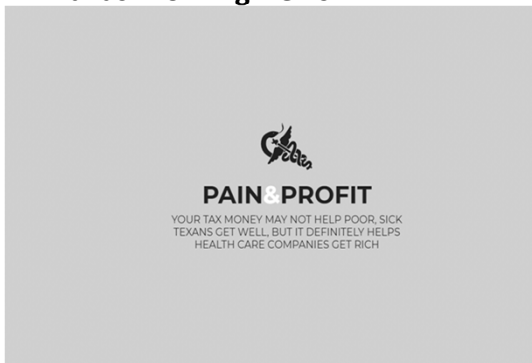 PAIN&PROFIT
YOUR TAX MONEY MAY NOT HELP POOR, SICK
TEXANS GET WELL, BUT IT DEFINITELY HELPS
HEALTH CARE COMPANIES GET RICH